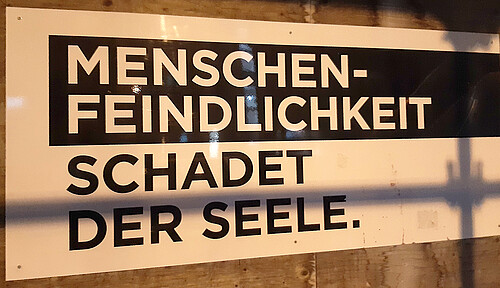 MENSCHEN-
FEINDLICHKEIT
SCHADET
DER SEELE.